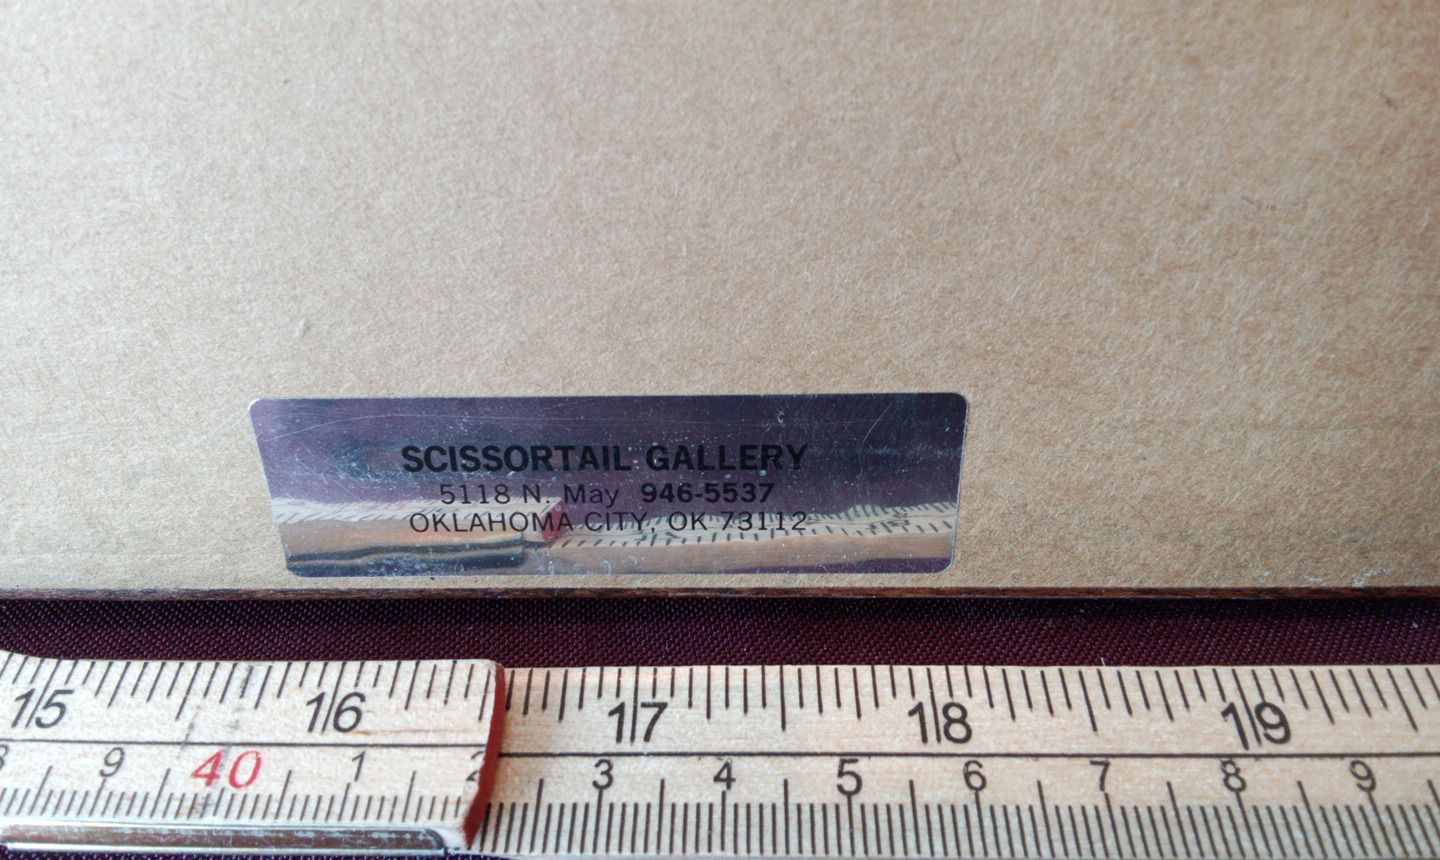 SCISSORTAIL GALLERY
5118 N. May 946-5537
OKLAHOMA CITY, OK 73112
15 16 17 18 19
9 40 1 3 4 5 6 7 8 9